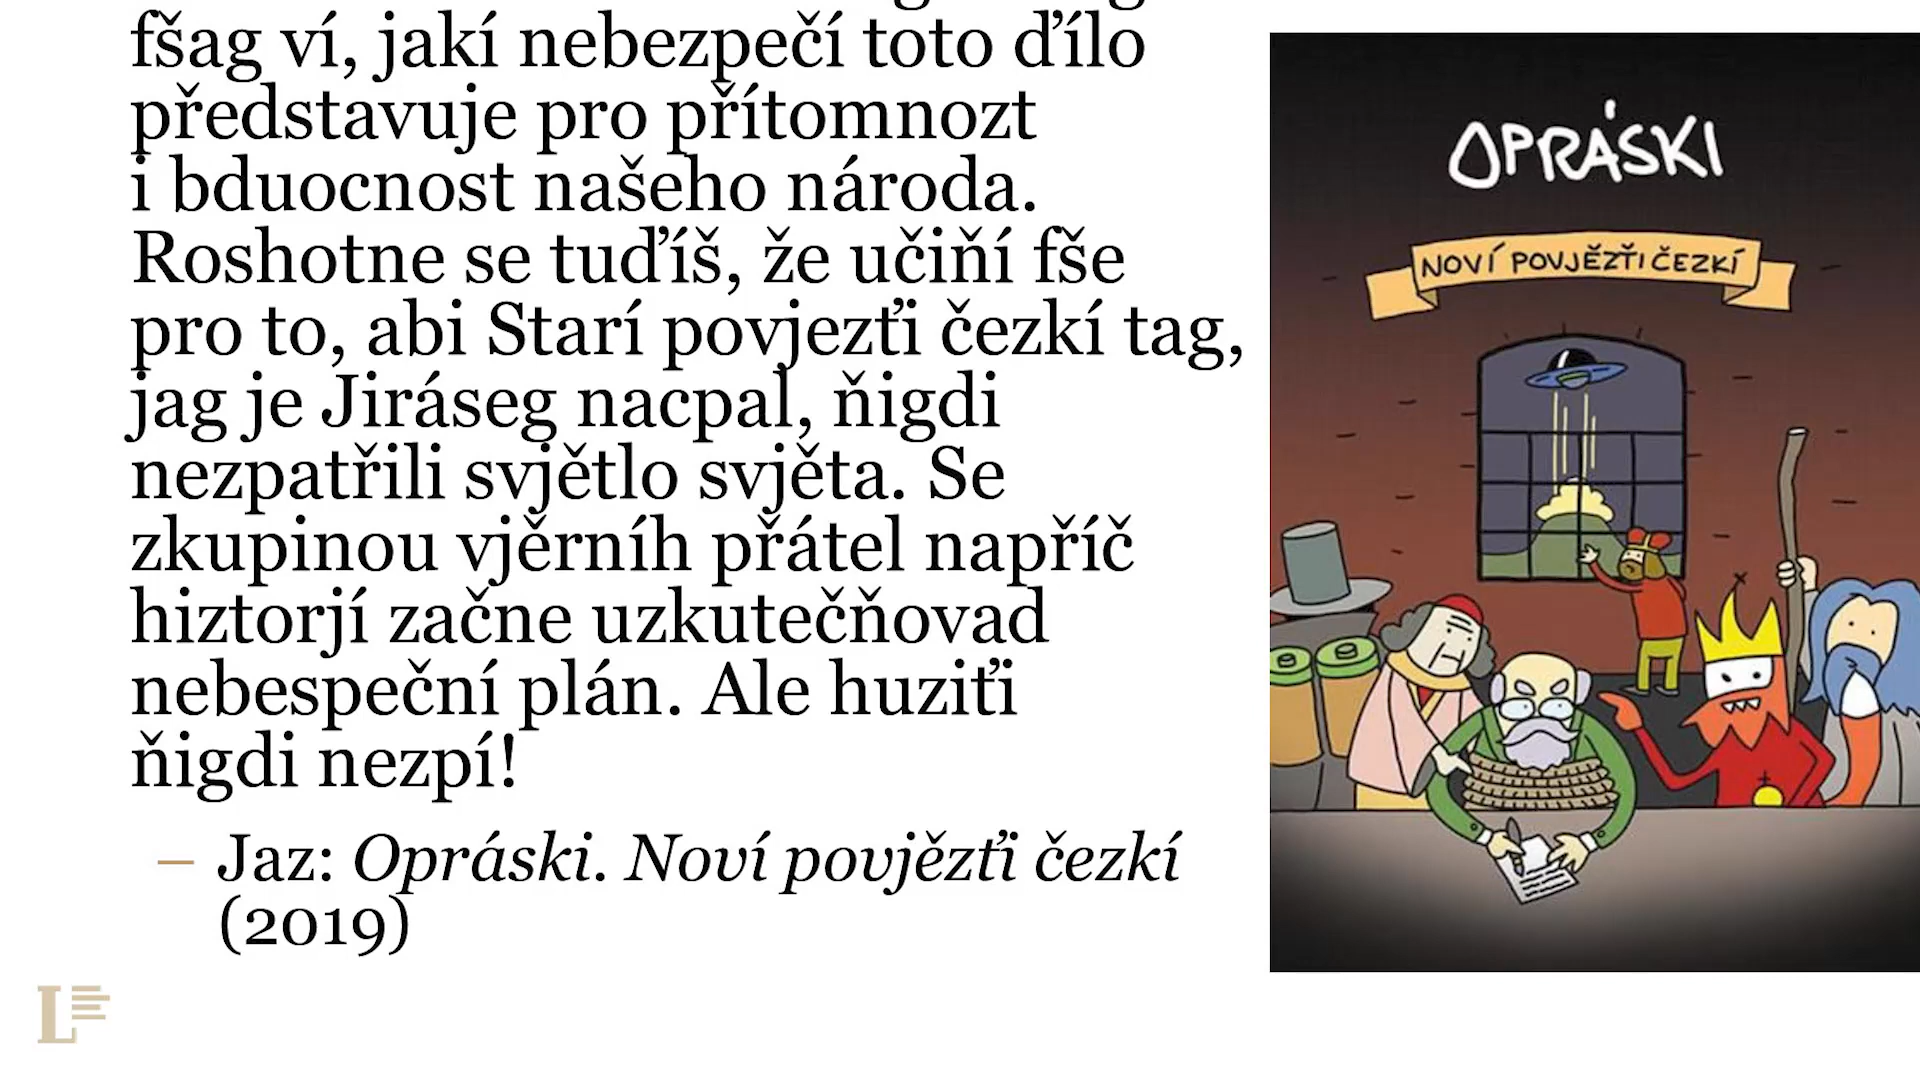 fšag ví, jakí nebezpečí toto ďílo
představuje pro přítomnozt
i bduocnost našeho národa.
Roshotne se tuďíš, že učiňí fše
pro to, abi Starí povjezťi čezkí tag,
jag je Jiráseg nacpal, ňigdi
nezpatřili svjětlo svjěta. Se
zkupinou vjěrníh přátel napříč
hiztorjí začne uzkutečňovad
nebespeční plán. Ale huziťi
ňigdi nezpí!
– Jaz: Opráski. Noví povjězťi čezkí
(2019)
OPRÁSKI
NOVÍ POVJĚZŤI ČEZKÍ
L